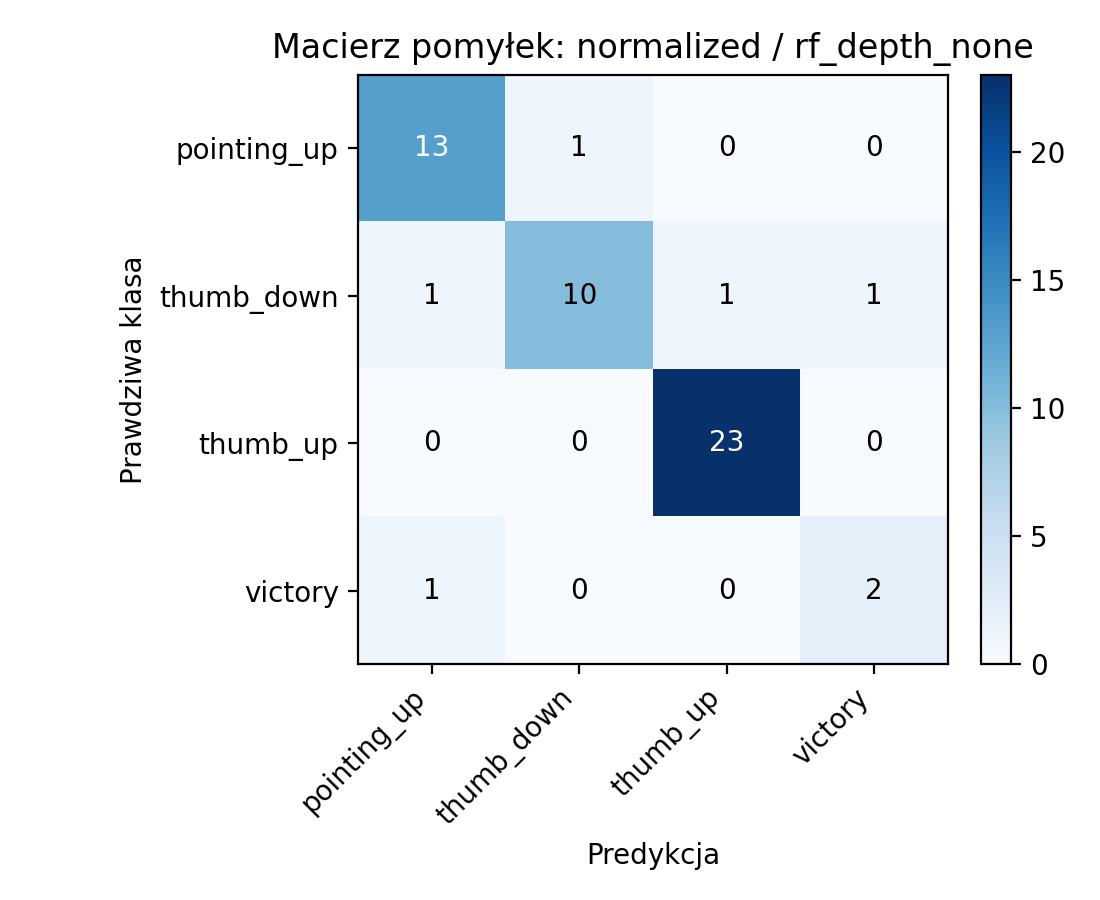 Macierz pomyłek: normalized / rf_depth_none
Prawdziwa klasa
pointing_up 13 1 0 0
thumb_down 1 10 1 1
thumb_up 0 0 23 0
victory 1 0 0 2
pointing_up thumb_down thumb_up victory
Predykcja
20
15
10
5
0